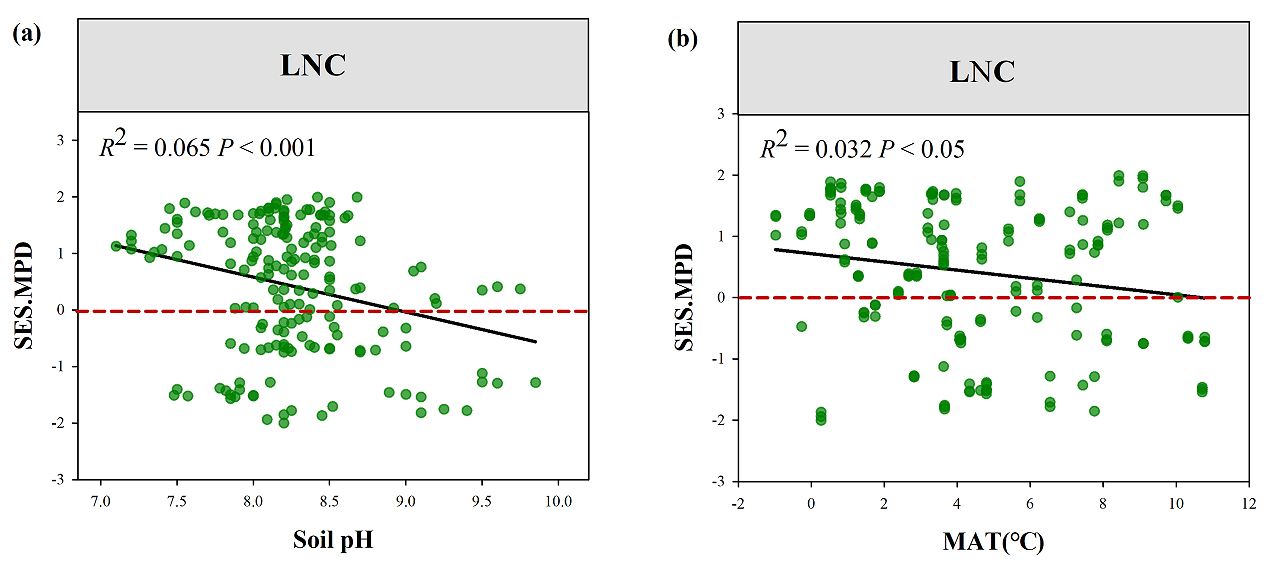 (a)
LNC
R2 = 0.065 P < 0.001
3
2
1
0
-1
-2
-3
SES.MPD
7.0 7.5 8.0 8.5 9.0 9.5 10.0
Soil pH
(b)
LNC
R2 = 0.032 P < 0.05
3
2
1
0
-1
-2
-3
SES.MPD
-2 0 2 4 6 8 10 12
MAT(℃)